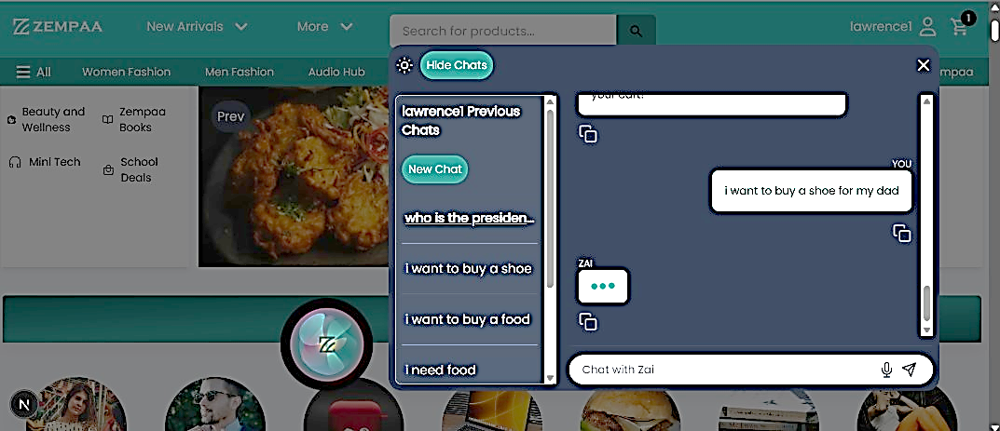 ZEMPAA
New Arrivals
More
Search for products...
lawrence1
1
All
Women Fashion
Men Fashion
Audio Hub
mpaa
Hide Chats
Beauty and
Wellness
Zempaa
Books
Mini Tech
School
Deals
Prev
lawrence1 Previous
Chats
New Chat
who is the presiden...
i want to buy a shoe
i want to buy a food
i need food
your cart!
YOU
i want to buy a shoe for my dad
ZAI
Chat with Zai
Z
N